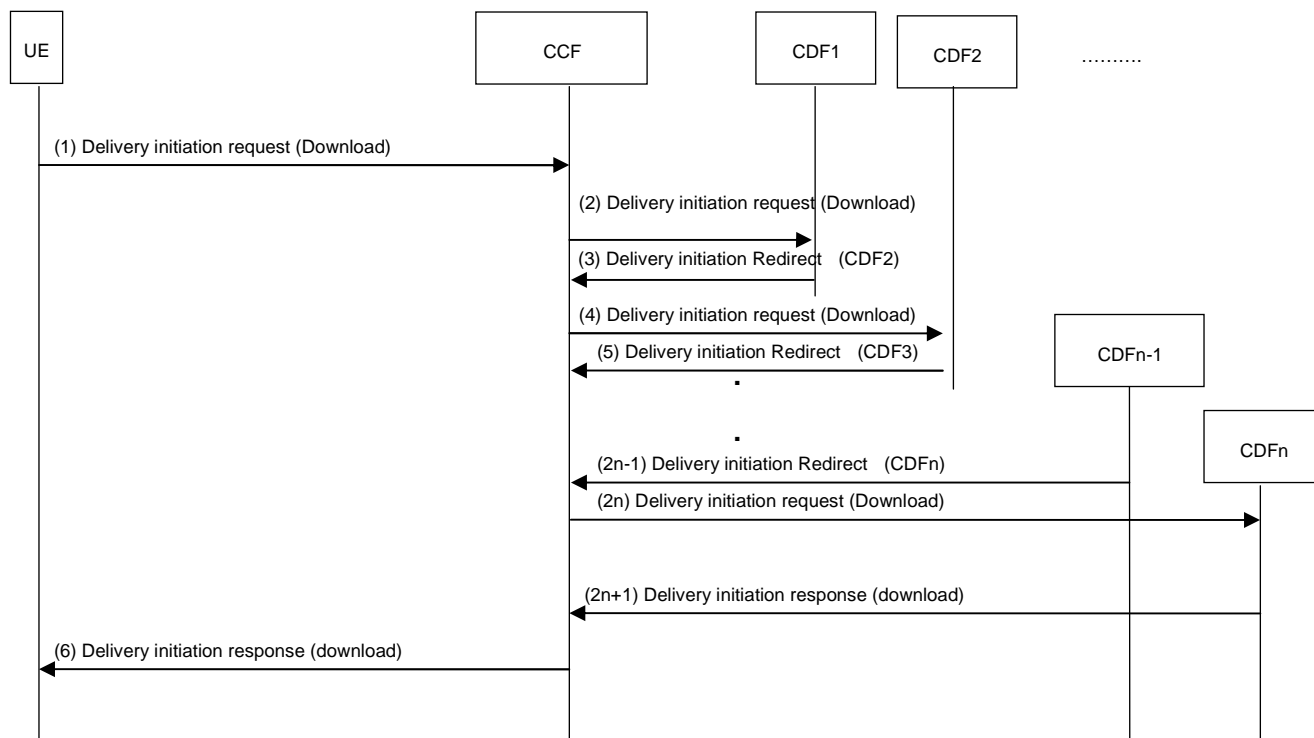 UE
CCF
CDF1
CDF2
..........
(1) Delivery initiation request (Download)
(2) Delivery initiation request (Download)
(3) Delivery initiation Redirect (CDF2)
(4) Delivery initiation request (Download)
(5) Delivery initiation Redirect (CDF3)
.
CDFn-1
.
CDFn
(2n-1) Delivery initiation Redirect (CDFn)
(2n) Delivery initiation request (Download)
(2n+1) Delivery initiation response (download)
(6) Delivery initiation response (download)